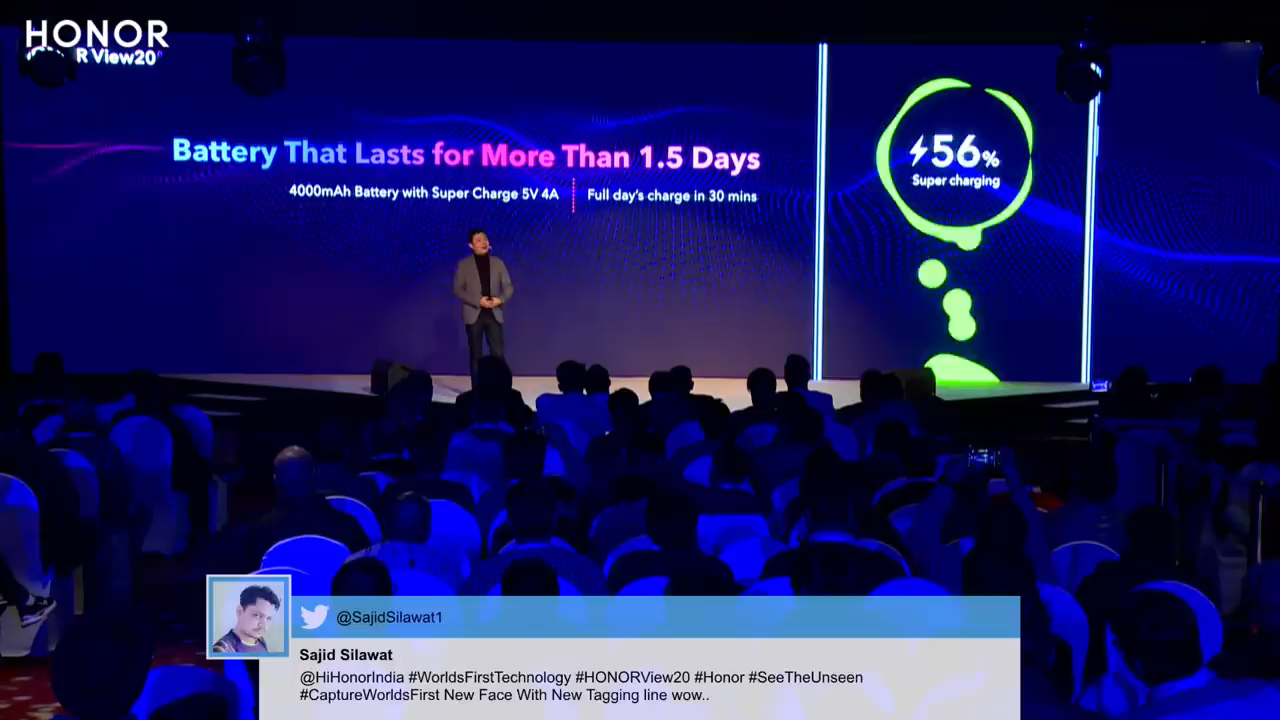 HONOR
R View20
Battery That Lasts for More Than 1.5 Days
4000mAh Battery with Super Charge 5V 4A
Full day's charge in 30 mins
56%
Super charging
@SajidSilawat1
Sajid Silawat
@HiHonorIndia #WorldsFirstTechnology #HONORView20 #Honor #SeeTheUnseen
#CaptureWorldsFirst New Face With New Tagging line wow..